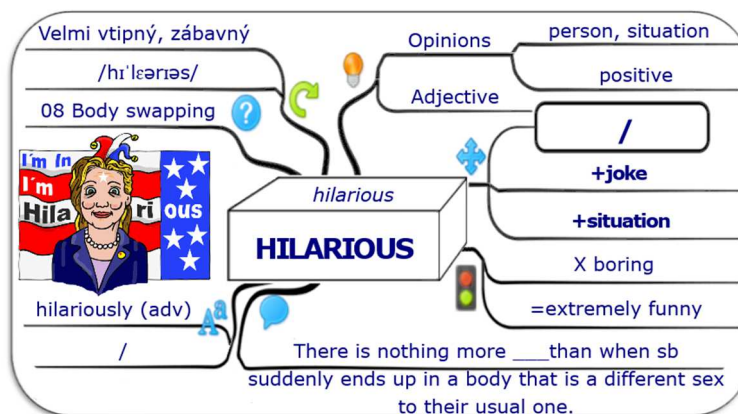 Velmi vtipný, zábavný
/hɪˈlɛərɪəs/
08 Body swapping
I'm In
I'm
Hila ri ous
hilariously (adv)
Aa
/
hilarious
HILARIOUS
Opinions
person, situation
positive
Adjective
/
+joke
+situation
X boring
=extremely funny
There is nothing more ___than when sb
suddenly ends up in a body that is a different sex
to their usual one.